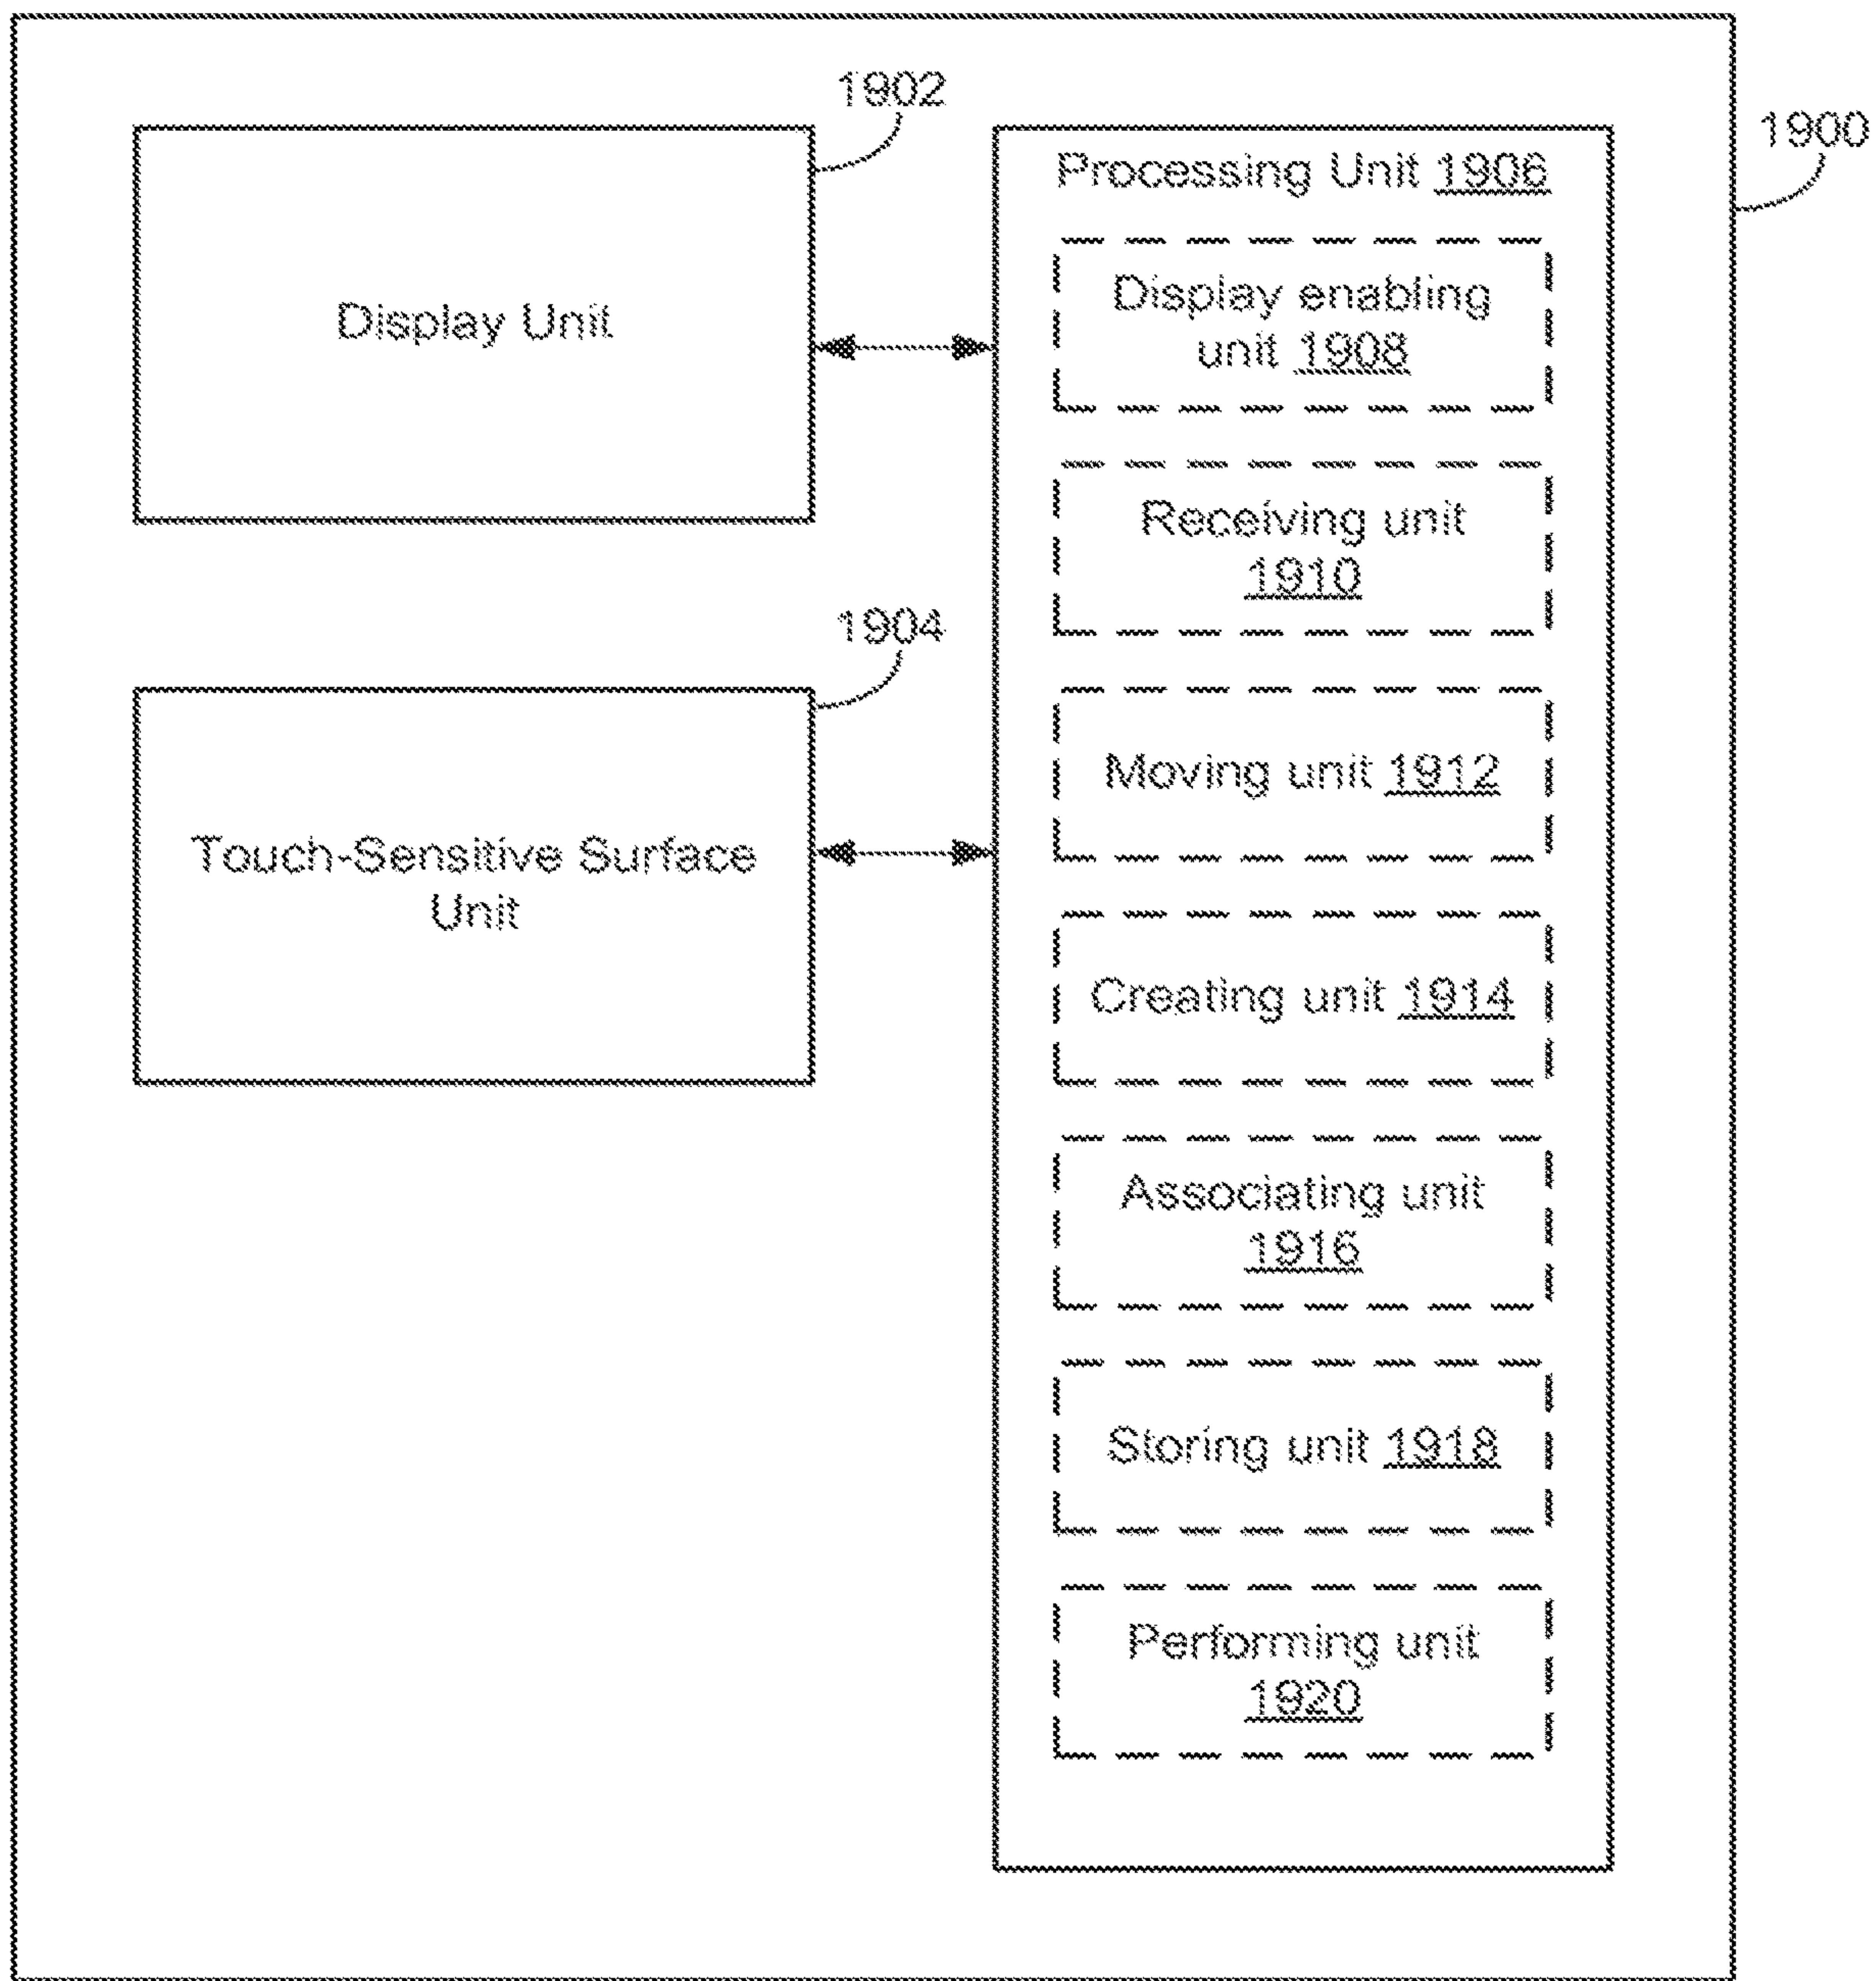 1900
1902
Display Unit
1904
Touch-Sensitive Surface
Unit
Processing Unit 1906
Display enabling
unit 1908
Receiving unit
1910
Moving unit 1912
Creating unit 1914
Associating unit
1916
Storing unit 1918
Performing unit
1920